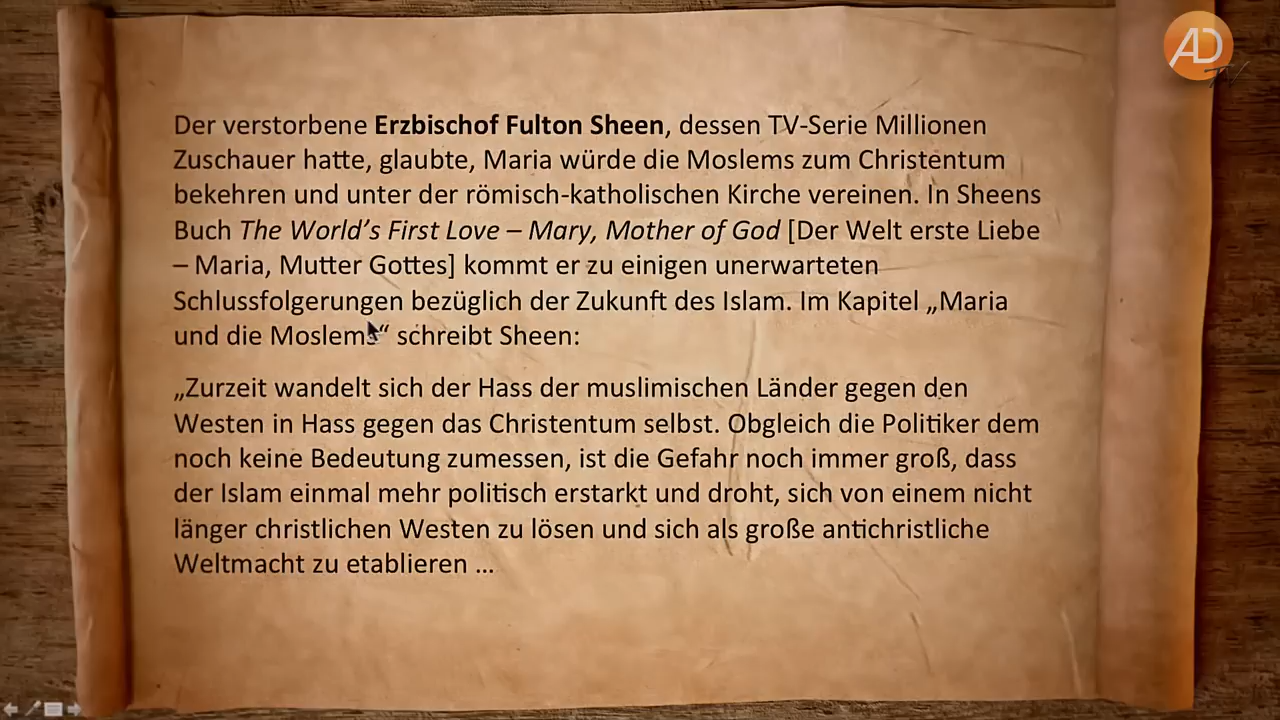 AD
TV
Der verstorbene Erzbischof Fulton Sheen, dessen TV-Serie Millionen
Zuschauer hatte, glaubte, Maria würde die Moslems zum Christentum
bekehren und unter der römisch-katholischen Kirche vereinen. In Sheens
Buch The World’s First Love – Mary, Mother of God [Der Welt erste Liebe
– Maria, Mutter Gottes] kommt er zu einigen unerwarteten
Schlussfolgerungen bezüglich der Zukunft des Islam. Im Kapitel „Maria
und die Moslems“ schreibt Sheen:
„Zurzeit wandelt sich der Hass der muslimischen Länder gegen den
Westen in Hass gegen das Christentum selbst. Obgleich die Politiker dem
noch keine Bedeutung zumessen, ist die Gefahr noch immer groß, dass
der Islam einmal mehr politisch erstarkt und droht, sich von einem nicht
länger christlichen Westen zu lösen und sich als große antichristliche
Weltmacht zu etablieren ...